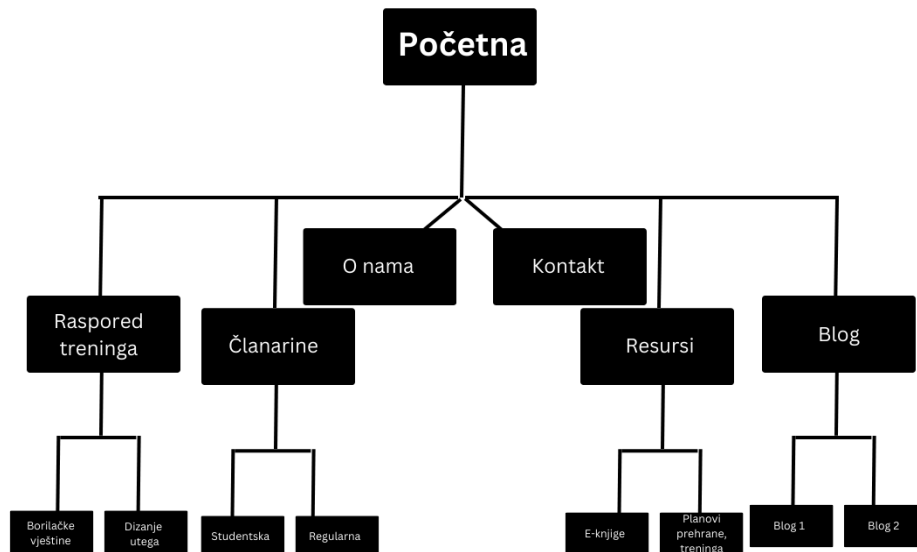 Početna
O nama
Kontakt
Raspored
treninga
Članarine
Resursi
Blog
Borilačke
vještine
Dizanje
utega
Studentska
Regularna
E-knjige
Planovi
prehrane,
treninga
Blog 1
Blog 2